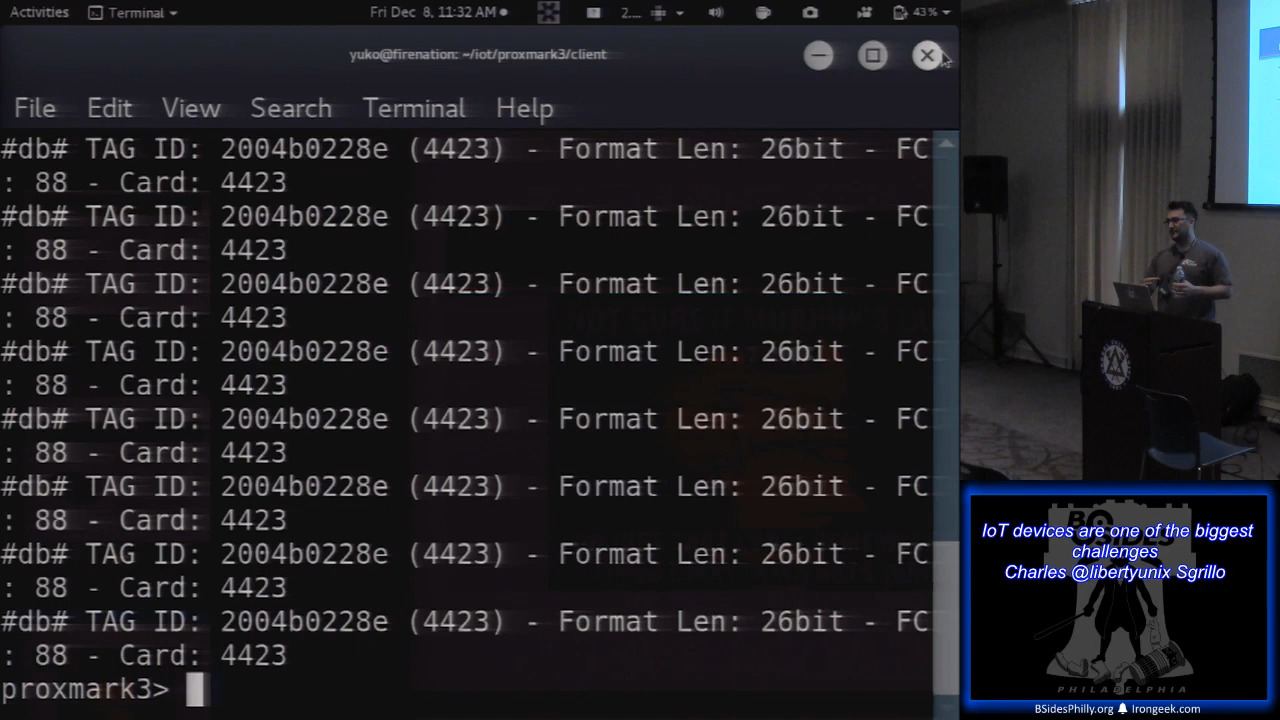 Activities Terminal Fri Dec 8, 11:32 AM 2.... 43%
yuko@firenation: ~/iot/proxmark3/client
File Edit View Search Terminal Help
#db# TAG ID: 2004b0228e (4423) - Format Len: 26bit - FC
: 88 - Card: 4423
#db# TAG ID: 2004b0228e (4423) - Format Len: 26bit - FC
: 88 - Card: 4423
#db# TAG ID: 2004b0228e (4423) - Format Len: 26bit - FC
: 88 - Card: 4423
#db# TAG ID: 2004b0228e (4423) - Format Len: 26bit - FC
: 88 - Card: 4423
#db# TAG ID: 2004b0228e (4423) - Format Len: 26bit - FC
: 88 - Card: 4423
#db# TAG ID: 2004b0228e (4423) - Format Len: 26bit - FC
: 88 - Card: 4423
#db# TAG ID: 2004b0228e (4423) - Format Len: 26bit - FC
: 88 - Card: 4423
#db# TAG ID: 2004b0228e (4423) - Format Len: 26bit - FC
: 88 - Card: 4423
proxmark3>
IoT devices are one of the biggest
challenges
Charles @libertyunix Sgrillo
PHILADELPHIA
BSidesPhilly.org Irongeek.com